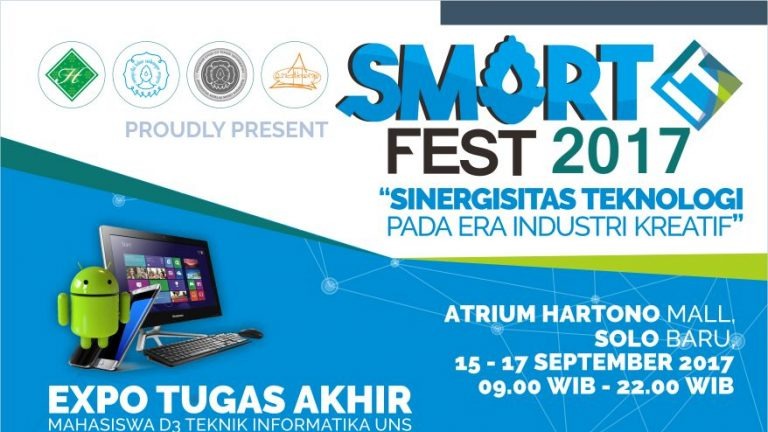 PROUDLY PRESENT
SMART IT
FEST 2017
“SINERGISITAS TEKNOLOGI
PADA ERA INDUSTRI KREATIF”
ATRIUM HARTONO MALL,
SOLO BARU,
15 - 17 SEPTEMBER 2017
09.00 WIB - 22.00 WIB
EXPO TUGAS AKHIR
MAHASISWA D3 TEKNIK INFORMATIKA UNS